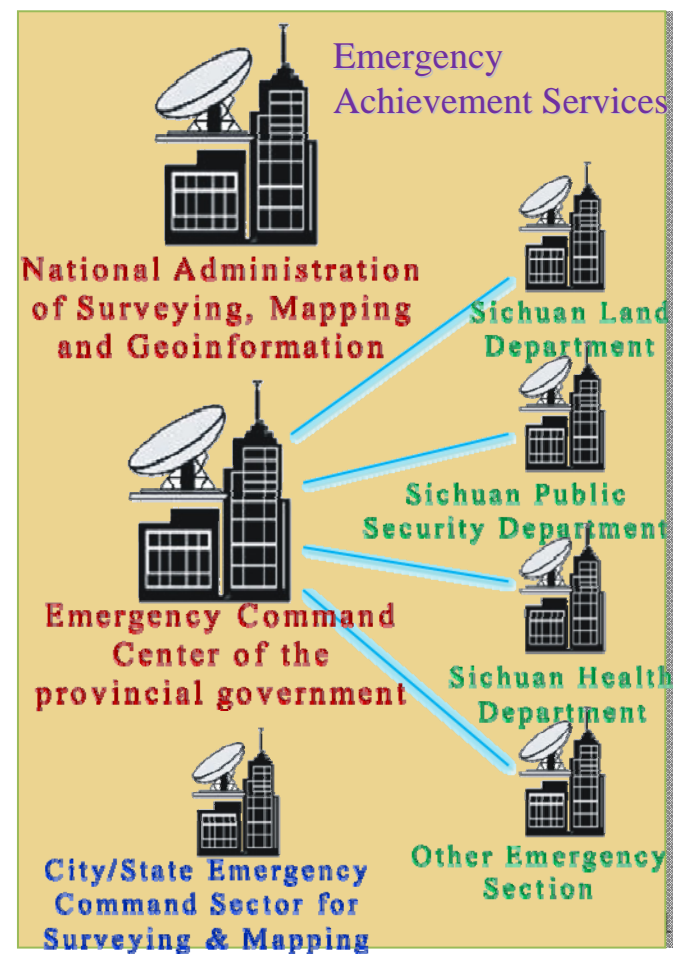 Emergency
Achievement Services
National Administration
of Surveying, Mapping
and Geoinformation
Sichuan Land
Department
Sichuan Public
Security Department
Emergency Command
Center of the
provincial government
Sichuan Health
Department
City/State Emergency
Command Sector for
Surveying & Mapping
Other Emergency
Section